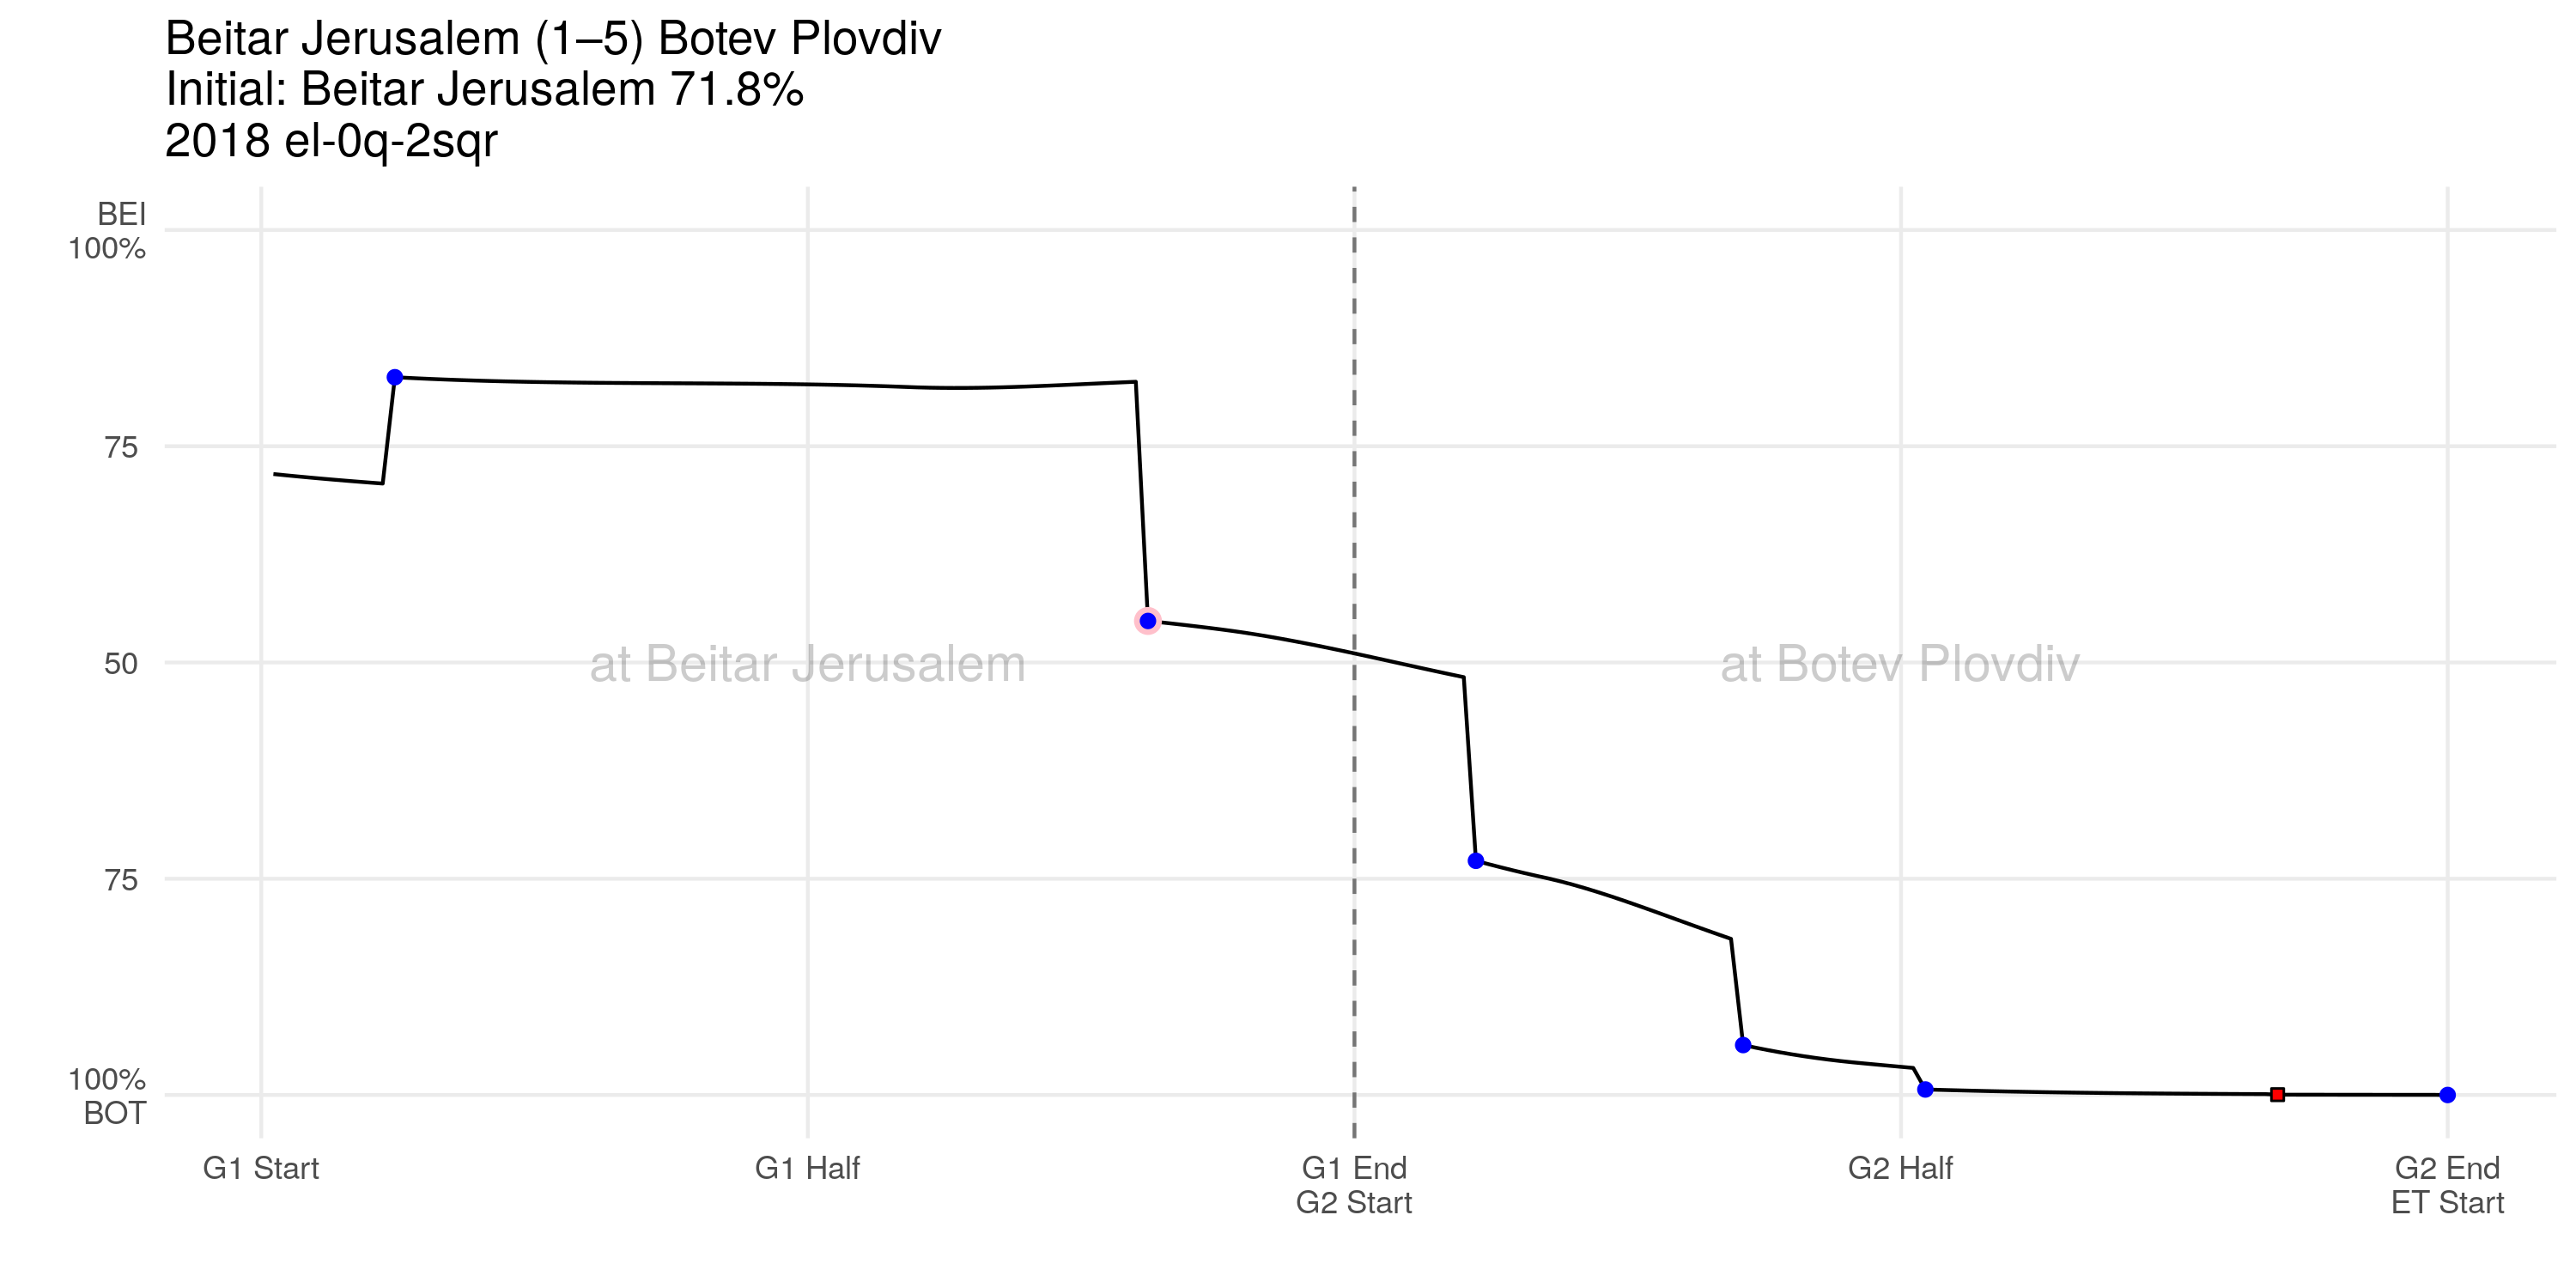 Beitar Jerusalem (1–5) Botev Plovdiv
Initial: Beitar Jerusalem 71.8%
2018 el-0q-2sqr
BEI
100%
75
50
75
100%
BOT
at Beitar Jerusalem
at Botev Plovdiv
G1 Start
G1 Half
G1 End
G2 Start
G2 Half
G2 End
ET Start